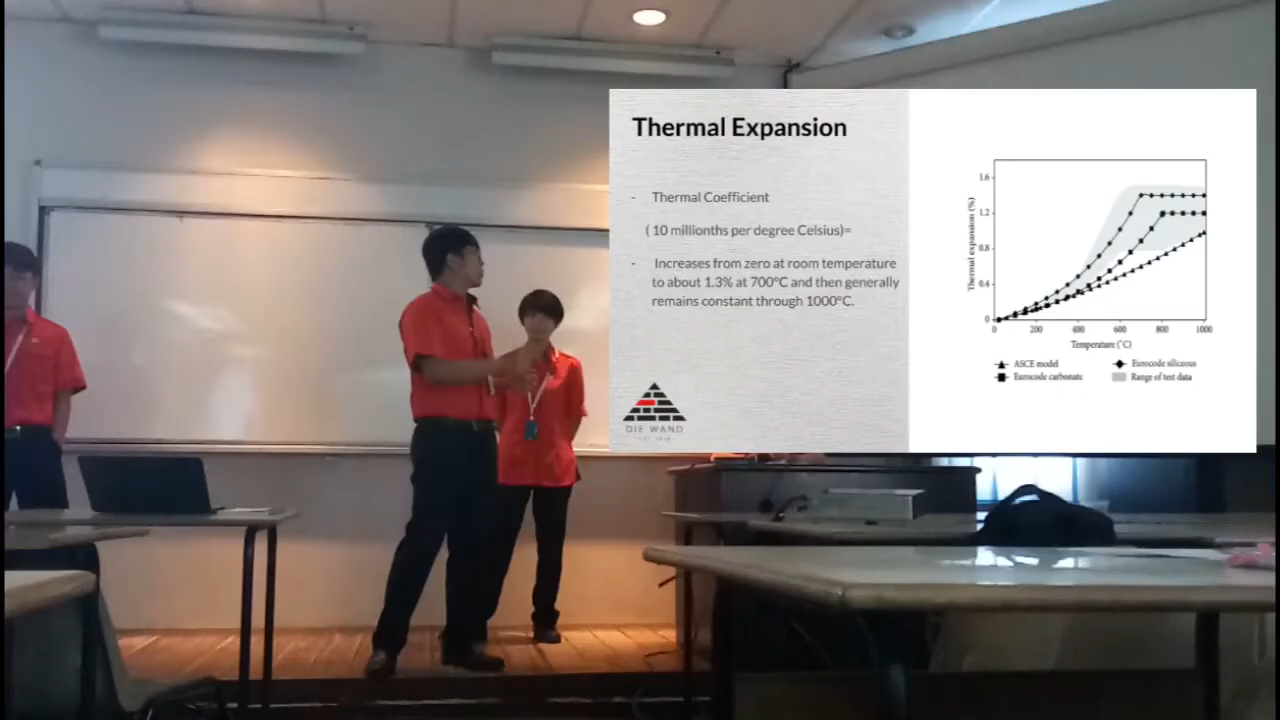 Thermal Expansion
- Thermal Coefficient
( 10 millionths per degree Celsius)=
- Increases from zero at room temperature
to about 1.3% at 700°C and then generally
remains constant through 1000°C.
DIE WAND
Thermal expansion (%)
1.6
1.2
0.8
0.4
0
0 200 400 600 800 1000
Temperature (°C)
ASCE model
Eurocode siliceous
Eurocode carbonate
Range of test data